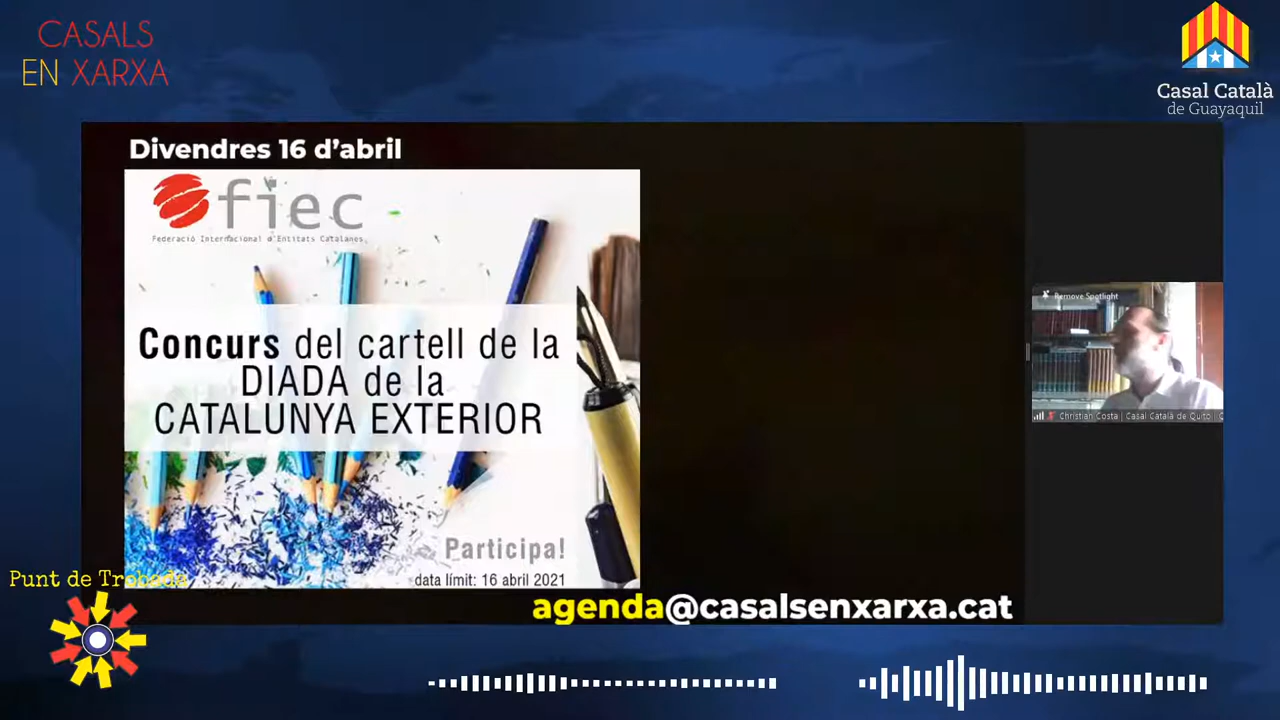 CASALS
EN XARXA
Casal Català
de Guayaquil
Divendres 16 d’abril
fiec
Federació Internacional d'Entitats Catalanes
Concurs del cartell de la
DIADA de la
CATALUNYA EXTERIOR
Participa!
data límit: 16 abril 2021
Remove Spotlight
Christian Costa | Casal Català de Quito
agenda@casalsenxarxa.cat
Punt de Trobada